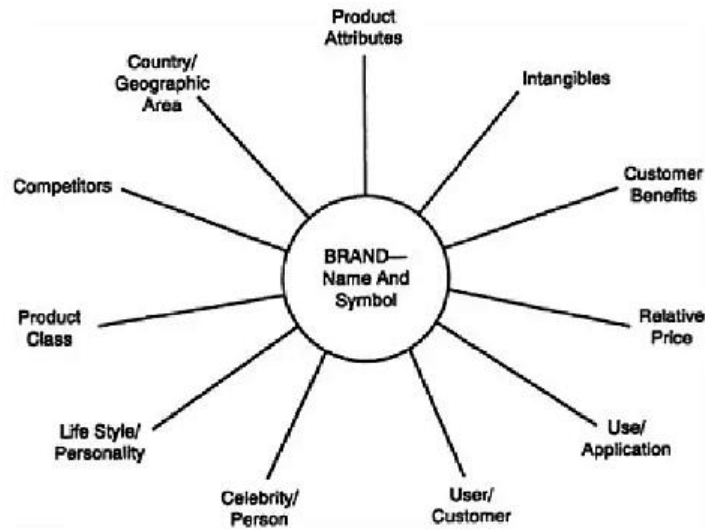 Product
Attributes
Intangibles
Customer
Benefits
Relative
Price
Use/
Application
User/
Customer
Celebrity/
Person
Life Style/
Personality
Product
Class
Competitors
Country/
Geographic
Area
BRAND—
Name And
Symbol